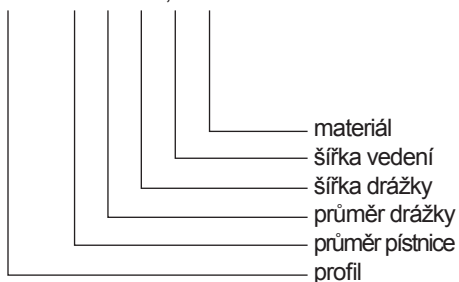 materiál
šířka vedení
šířka drážky
průměr drážky
průměr pístnice
profil